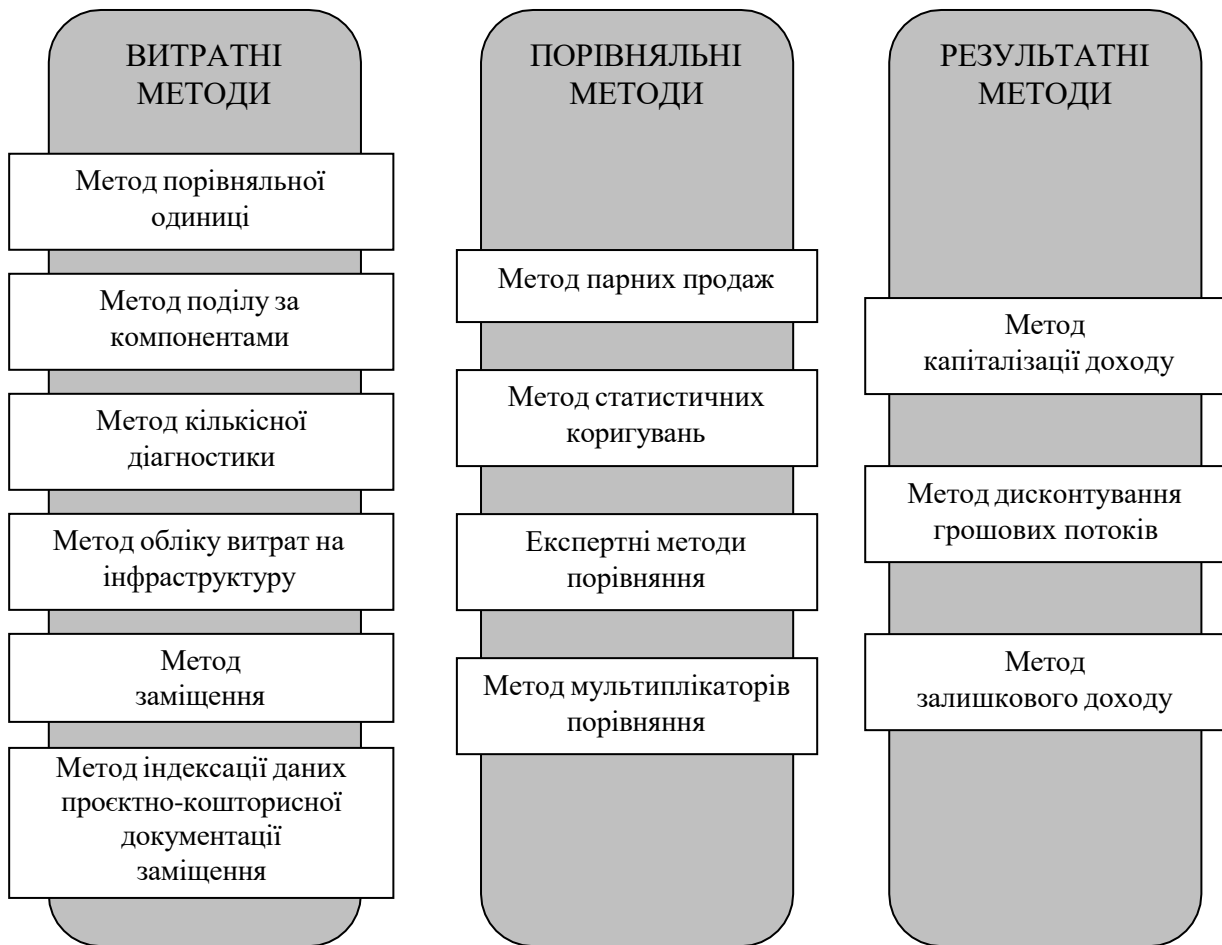 ВИТРАТНІ
МЕТОДИ
Метод порівняльної
одиниці
Метод поділу за
компонентами
Метод кількісної
діагностики
Метод обліку витрат на
інфраструктуру
Метод
заміщення
Метод індексації даних
проєктно-кошторисної
документації
заміщення
ПОРІВНЯЛЬНІ
МЕТОДИ
Метод парних продаж
Метод статистичних
коригувань
Експертні методи
порівняння
Метод мультиплікаторів
порівняння
РЕЗУЛЬТАТНІ
МЕТОДИ
Метод
капіталізації доходу
Метод дисконтування
грошових потоків
Метод
залишкового доходу